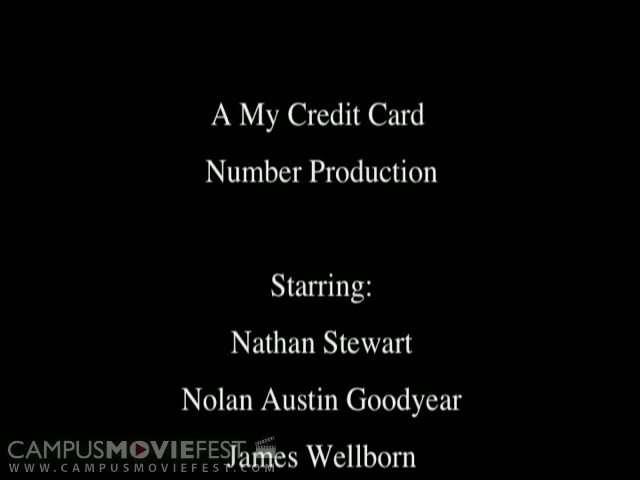 A My Credit Card
Number Production
Starring:
Nathan Stewart
Nolan Austin Goodyear
James Wellborn
CAMPUSMOVIEFEST
WWW.CAMPUSMOVIEFEST.COM